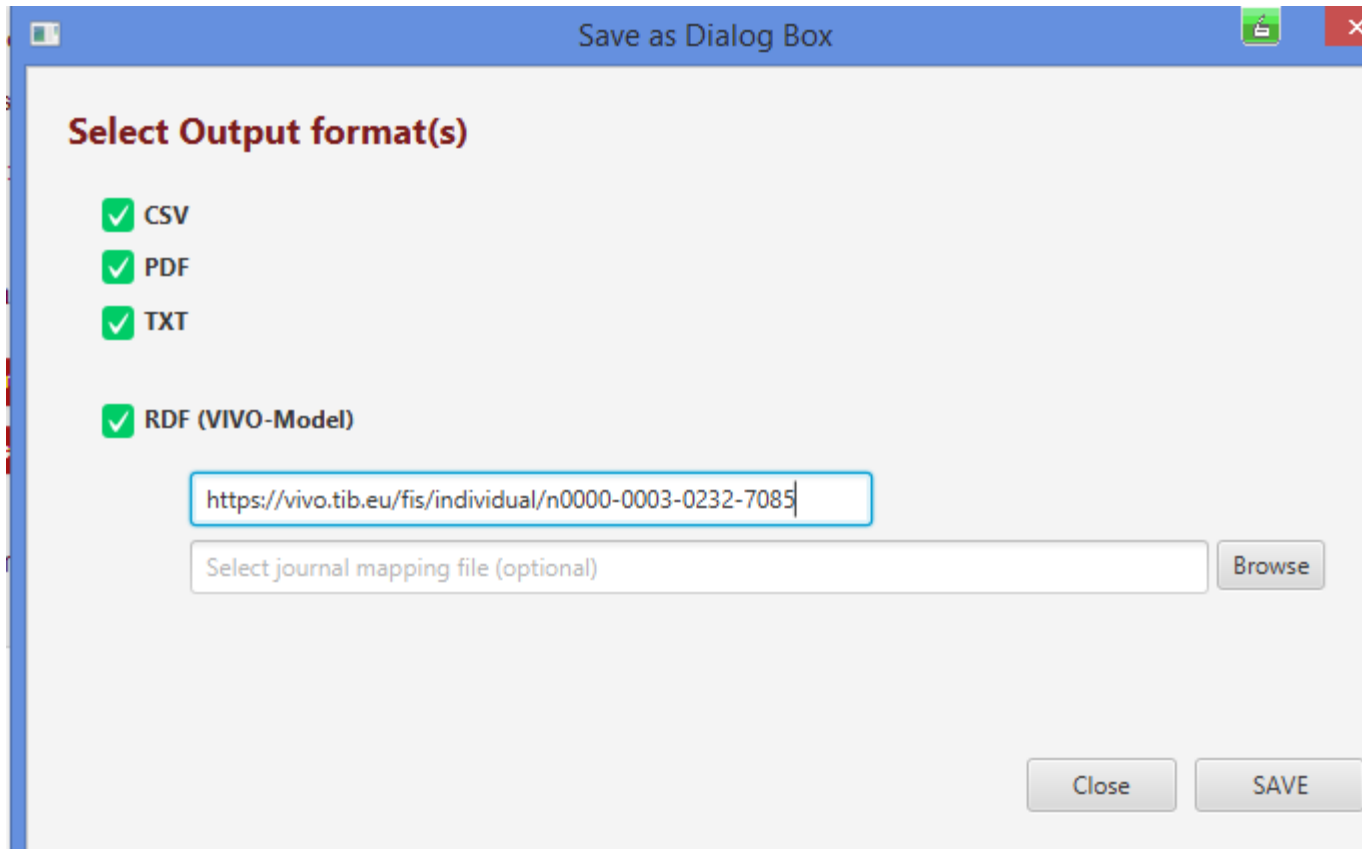 Save as Dialog Box
Select Output format(s)
CSV
PDF
TXT
RDF (VIVO-Model)
https://vivo.tib.eu/fis/individual/n0000-0003-0232-7085
Select journal mapping file (optional)
Browse
Close
SAVE